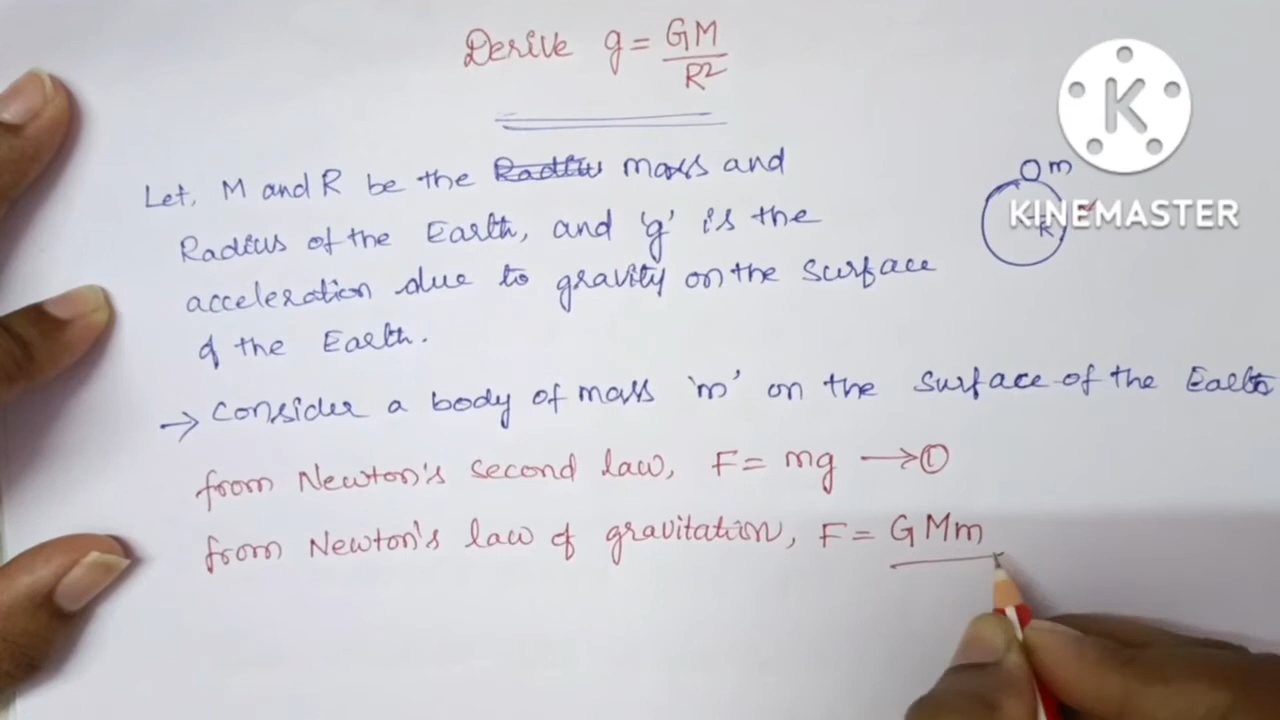 Derive g = GM
R²
Let, M and R be the Radius mass and
Radius of the Earth, and 'g' is the
acceleration due to gravity on the surface
of the Earth.
→ Consider a body of mass 'm' on the surface of the Earth
from Newton's second law, F = mg → ①
from Newton's law of gravitation, F = GMm
m
R
K
KINEMASTER